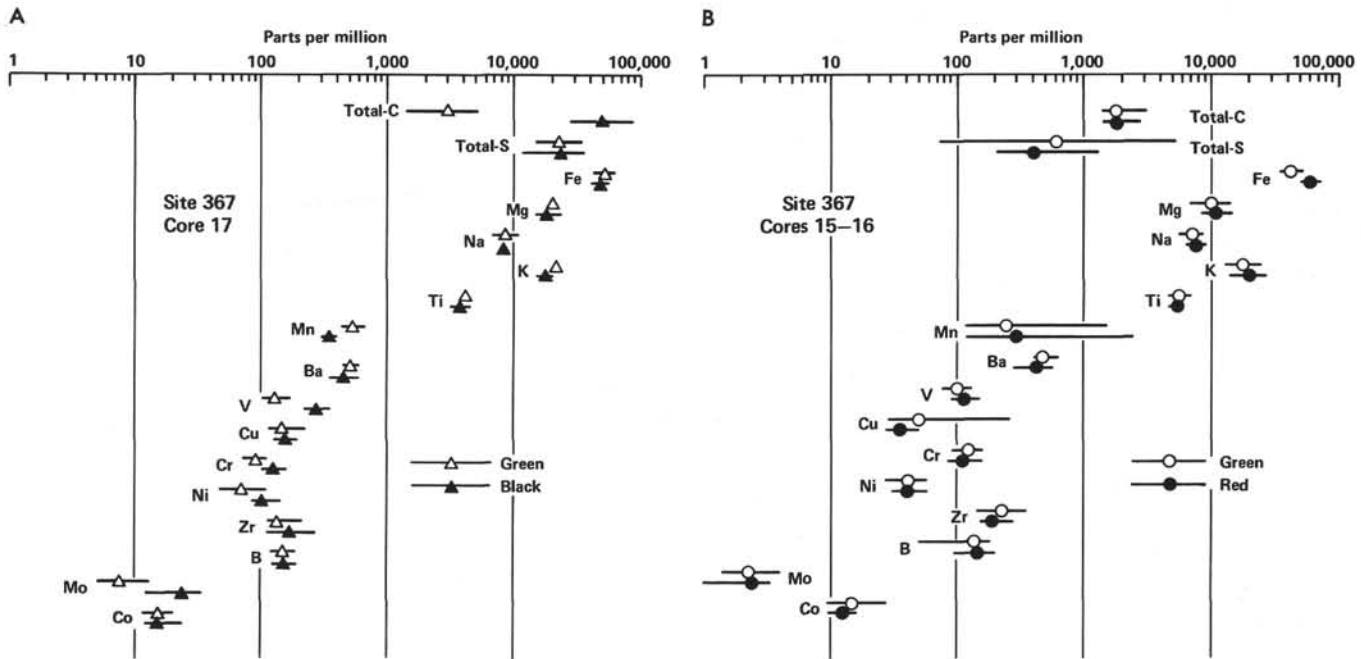 A
Parts per million
1 10 100 1,000 10,000 100,000
Total-C
Total-S
Fe
Site 367
Core 17
Mg
Na
K
Ti
Mn
Ba
V
Cu
Cr
Green
Black
Ni
Zr
B
Mo
Co
B
Parts per million
1 10 100 1,000 10,000 100,000
Total-C
Total-S
Fe
Site 367
Cores 15–16
Mg
Na
K
Ti
Mn
Ba
V
Cu
Cr
Green
Red
Ni
Zr
B
Mo
Co